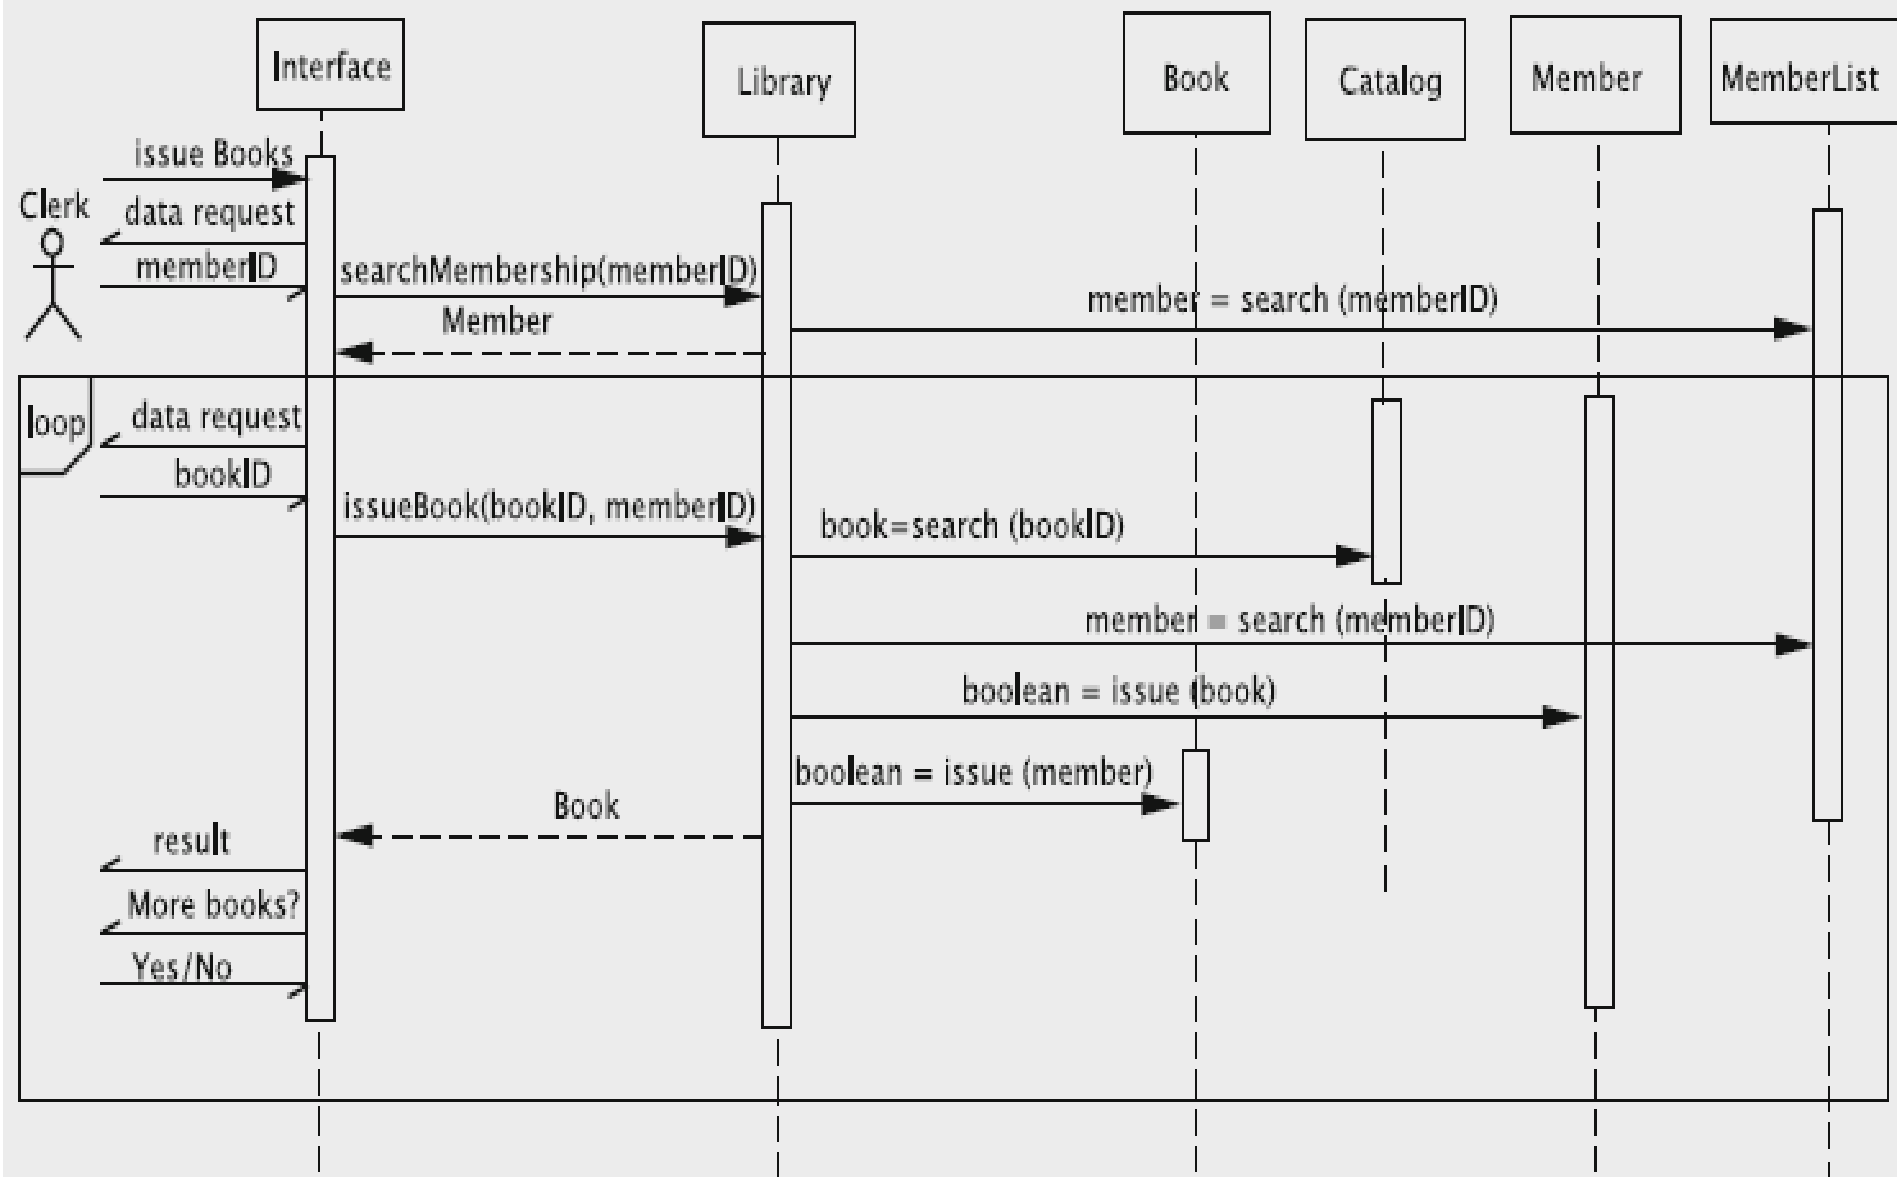 Interface
Library
Book
Catalog
Member
MemberList
Clerk
issue Books
data request
memberID
searchMembership(memberID)
member = search (memberID)
Member
loop
data request
bookID
issueBook(bookID, memberID)
book=search (bookID)
member = search (memberID)
boolean = issue (book)
boolean = issue (member)
Book
result
More books?
Yes/No